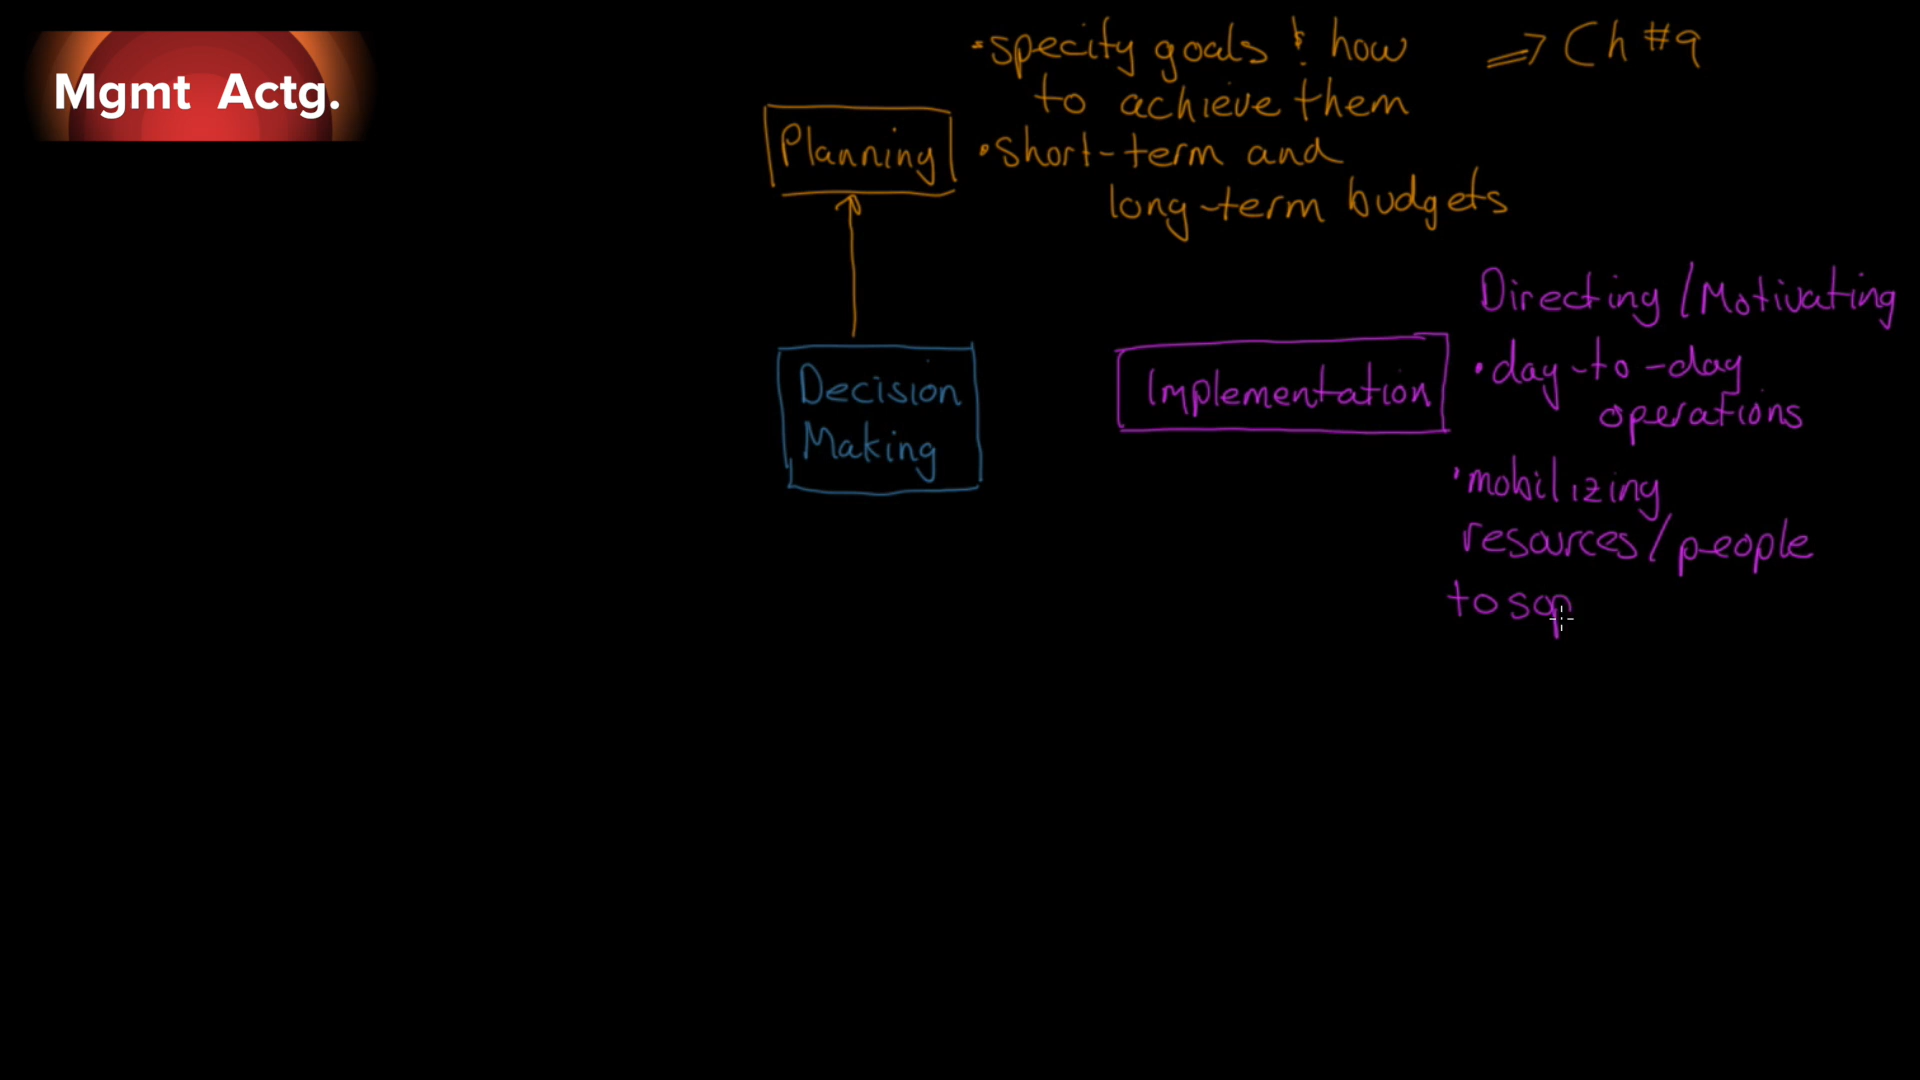 Mgmt Actg.
• specify goals & how
to achieve them
• short-term and
long-term budgets
⇒ Ch #9
Planning
Decision
Making
Implementation
Directing / Motivating
• day-to-day
operations
• mobilizing
resources/people
to sop